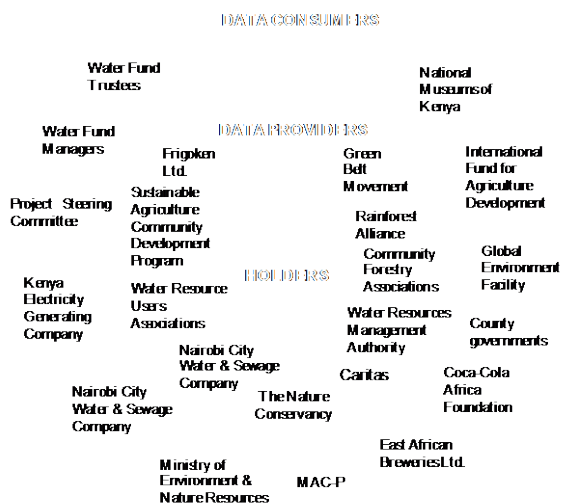 DATA CONSUMERS
Water Fund
Trustees
National
Museums of
Kenya
Water Fund
Managers
DATA PROVIDERS
Frigoken
Ltd.
Green
Belt
Movement
International
Fund for
Agriculture
Development
Project Steering
Committee
Sustainable
Agriculture
Community
Development
Program
Rainforest
Alliance
Community
Forestry
Associations
Global
Environment
Facility
HOLDERS
Kenya
Electricity
Generating
Company
Water Resource
Users
Associations
Water Resources
Management
Authority
County
governments
Nairobi City
Water & Sewage
Company
Caritas
Coca-Cola
Africa
Foundation
Nairobi City
Water & Sewage
Company
The Nature
Conservancy
East African
Breweries Ltd.
Ministry of
Environment &
Nature Resources
MAC-P